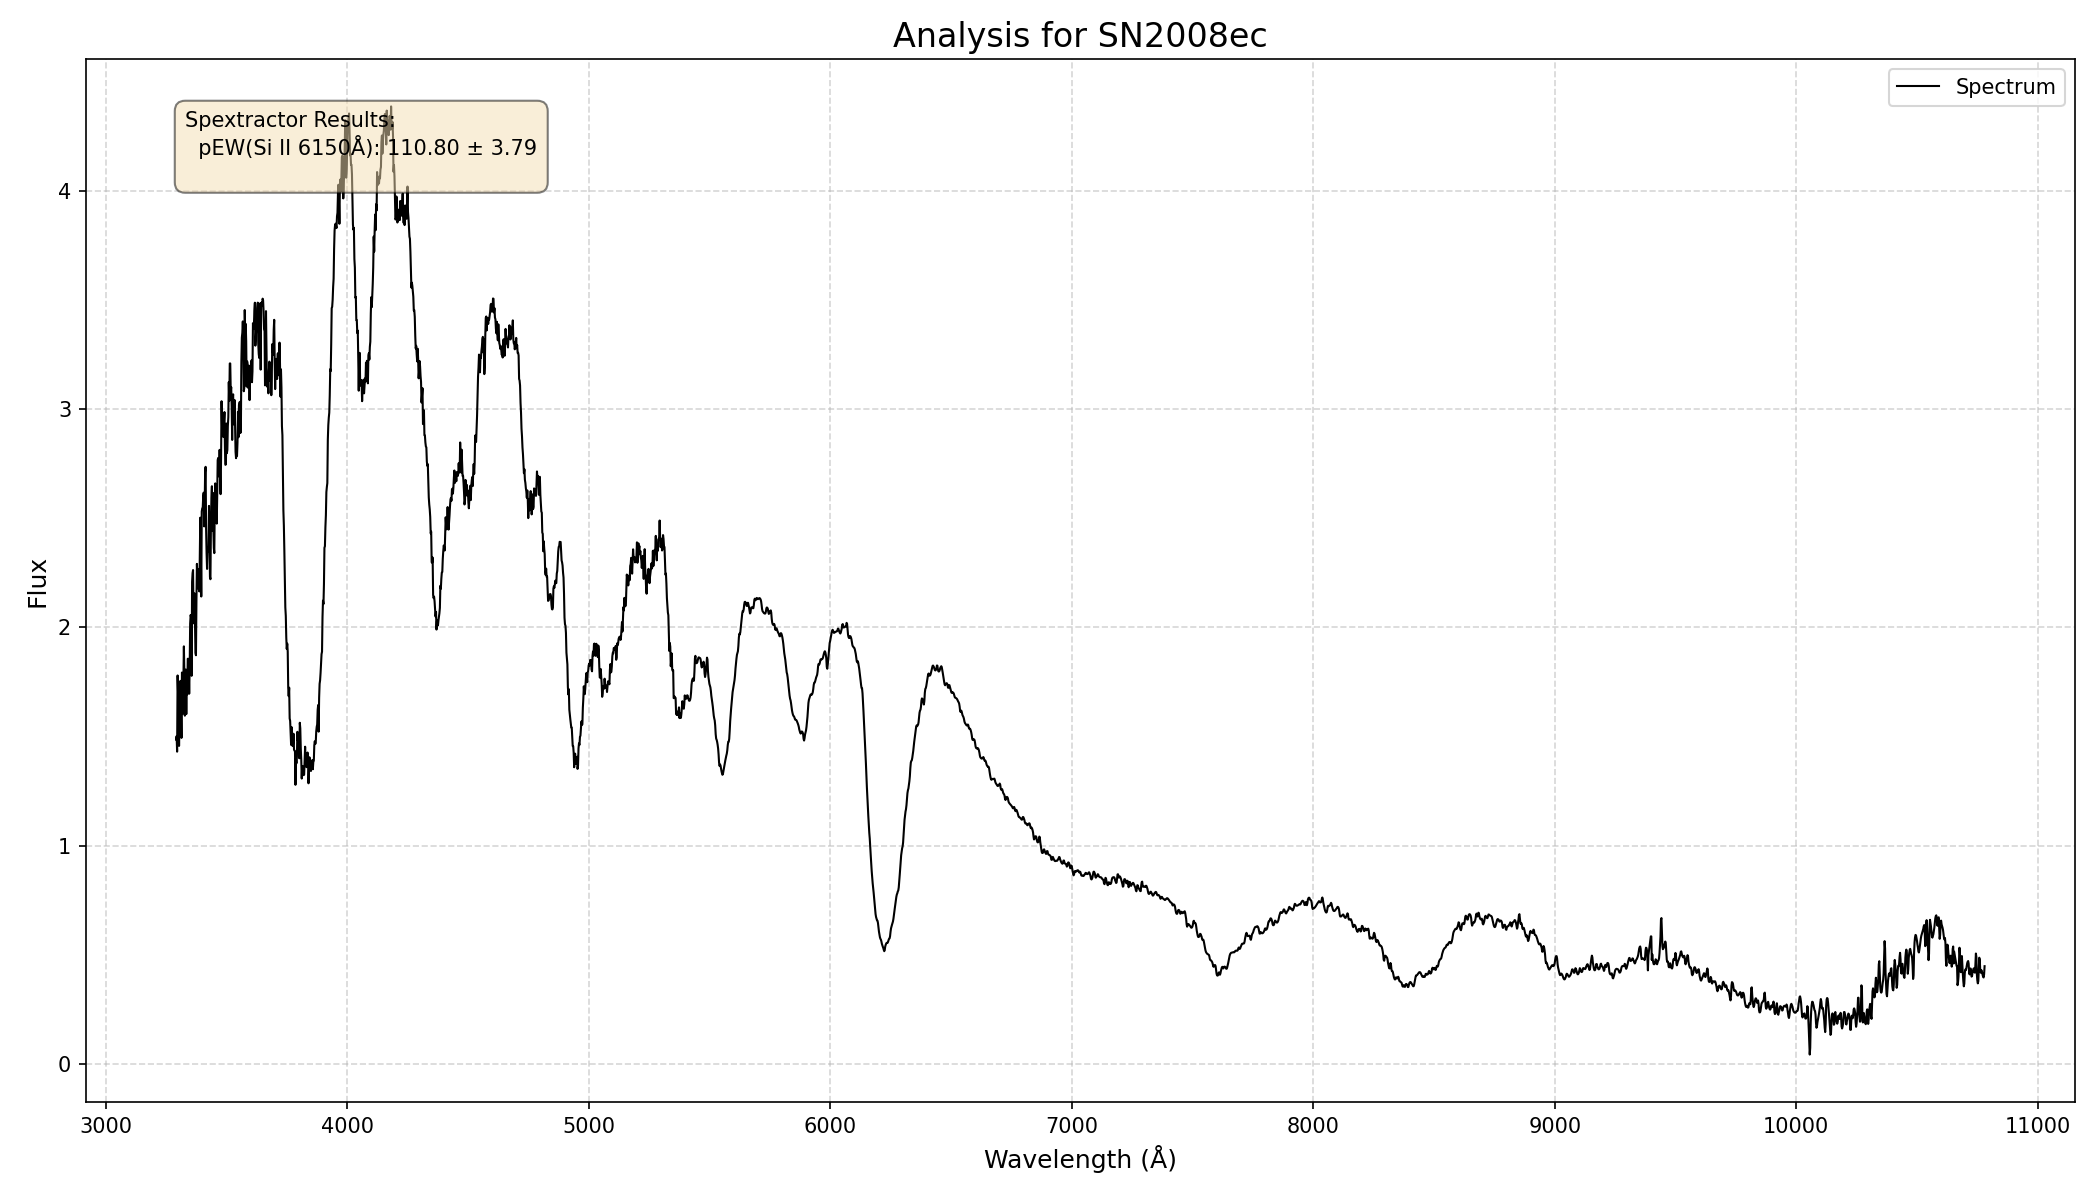 Analysis for SN2008ec
Spectrum
Spextractor Results:
pEW(Si II 6150Å): 110.80 ± 3.79
Flux
4
3
2
1
0
3000 4000 5000 6000 7000 8000 9000 10000 11000
Wavelength (Å)